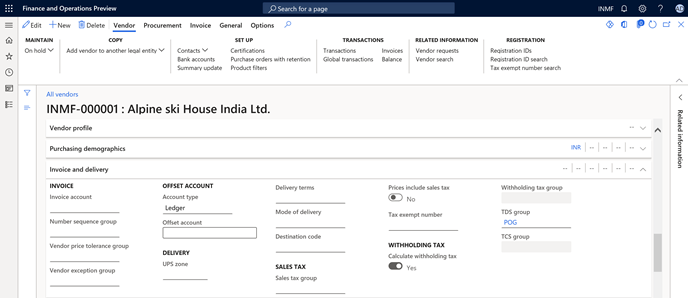 Finance and Operations Preview
Search for a page
INMF
Edit
New
Delete
Vendor
Procurement
Invoice
General
Options
MAINTAIN
On hold
COPY
Add vendor to another legal entity
SET UP
Contacts
Bank accounts
Summary update
Certifications
Purchase orders with retention
Product filters
TRANSACTIONS
Transactions
Global transactions
Invoices
Balance
RELATED INFORMATION
Vendor requests
Vendor search
REGISTRATION
Registration IDs
Registration ID search
Tax exempt number search
All vendors
INMF-000001 : Alpine ski House India Ltd.
Vendor profile
--
Purchasing demographics
INR | -- | -- | -- | --
Invoice and delivery
-- | -- | -- | -- | -- | --
INVOICE
Invoice account
Number sequence group
Vendor price tolerance group
Vendor exception group
OFFSET ACCOUNT
Account type
Ledger
Offset account
DELIVERY
UPS zone
Delivery terms
Mode of delivery
Destination code
SALES TAX
Sales tax group
Prices include sales tax
No
Tax exempt number
WITHHOLDING TAX
Calculate withholding tax
Yes
Withholding tax group
TDS group
POG
TCS group
Related information